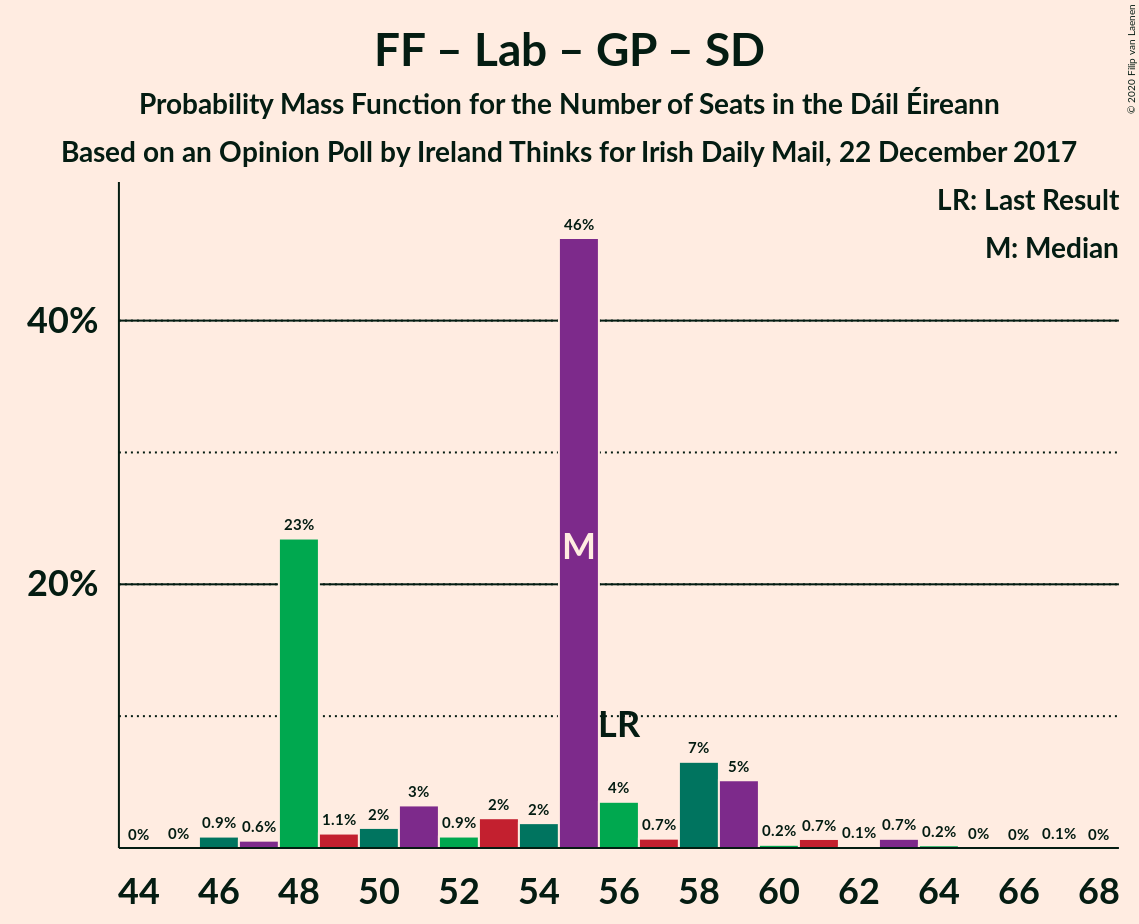 FF – Lab – GP – SD
Probability Mass Function for the Number of Seats in the Dáil Éireann
Based on an Opinion Poll by Ireland Thinks for Irish Daily Mail, 22 December 2017
© 2020 Filip van Laenen
LR: Last Result
M: Median
40%
20%
0% 0% 0.9% 0.6% 23% 1.1% 2% 3% 0.9% 2% 2% 46% 4% 0.7% 7% 5% 0.2% 0.7% 0.1% 0.7% 0.2% 0% 0% 0.1% 0%
M
LR
44 46 48 50 52 54 56 58 60 62 64 66 68